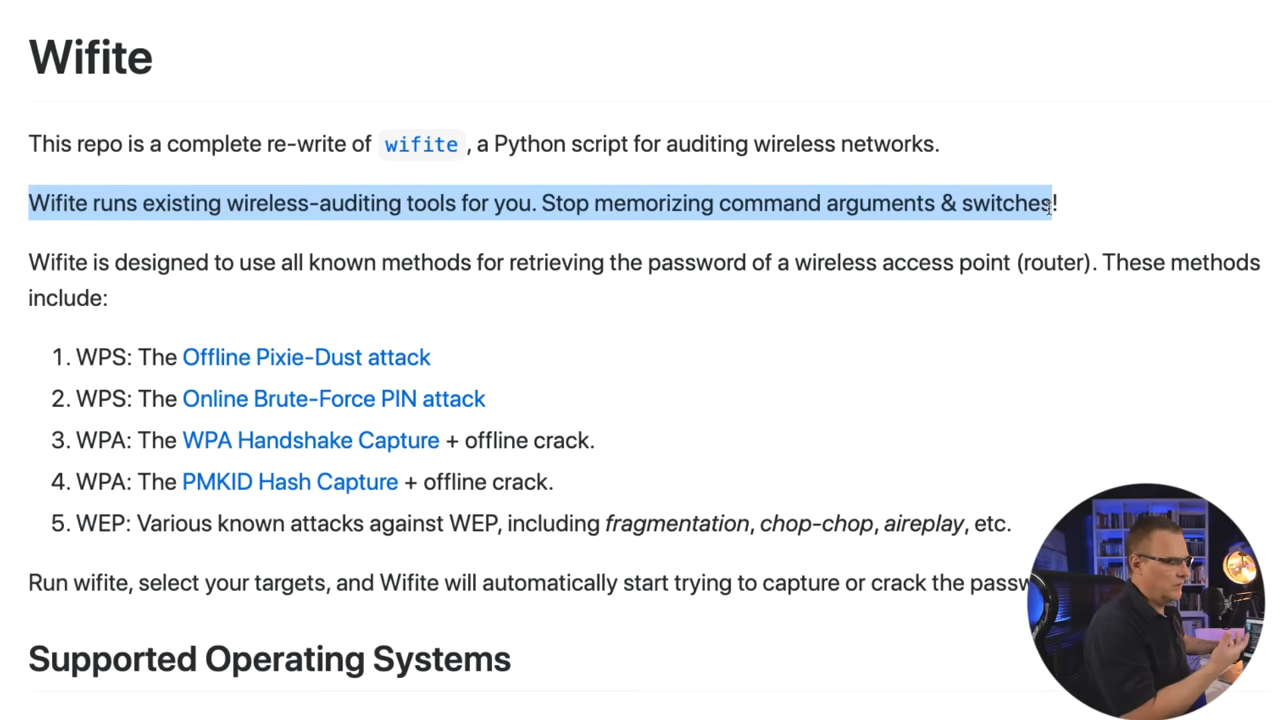 Wifite
This repo is a complete re-write of wifite, a Python script for auditing wireless networks.
Wifite runs existing wireless-auditing tools for you. Stop memorizing command arguments & switches!
Wifite is designed to use all known methods for retrieving the password of a wireless access point (router). These methods
include:
1. WPS: The Offline Pixie-Dust attack
2. WPS: The Online Brute-Force PIN attack
3. WPA: The WPA Handshake Capture + offline crack.
4. WPA: The PMKID Hash Capture + offline crack.
5. WEP: Various known attacks against WEP, including fragmentation, chop-chop, aireplay, etc.
Run wifite, select your targets, and Wifite will automatically start trying to capture or crack the
Supported Operating Systems